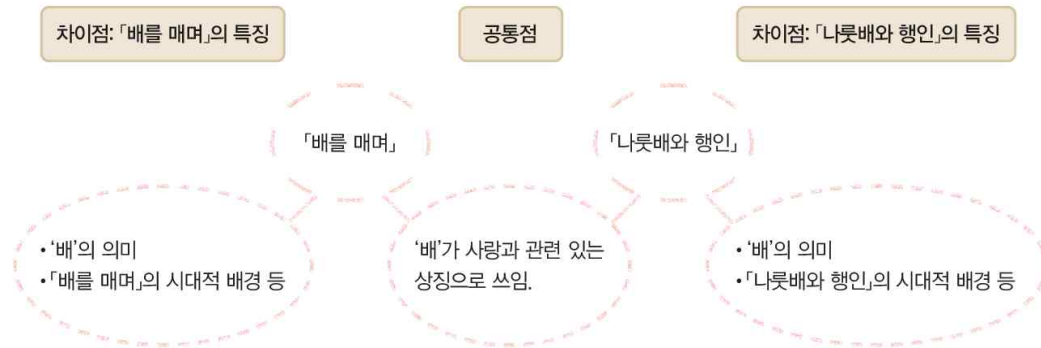 차이점: 「배를 매며」의 특징
공통점
차이점: 「나룻배와 행인」의 특징
「배를 매며」
「나룻배와 행인」
• ‘배’의 의미
• 「배를 매며」의 시대적 배경 등
‘배’가 사랑과 관련 있는
상징으로 쓰임.
• ‘배’의 의미
• 「나룻배와 행인」의 시대적 배경 등